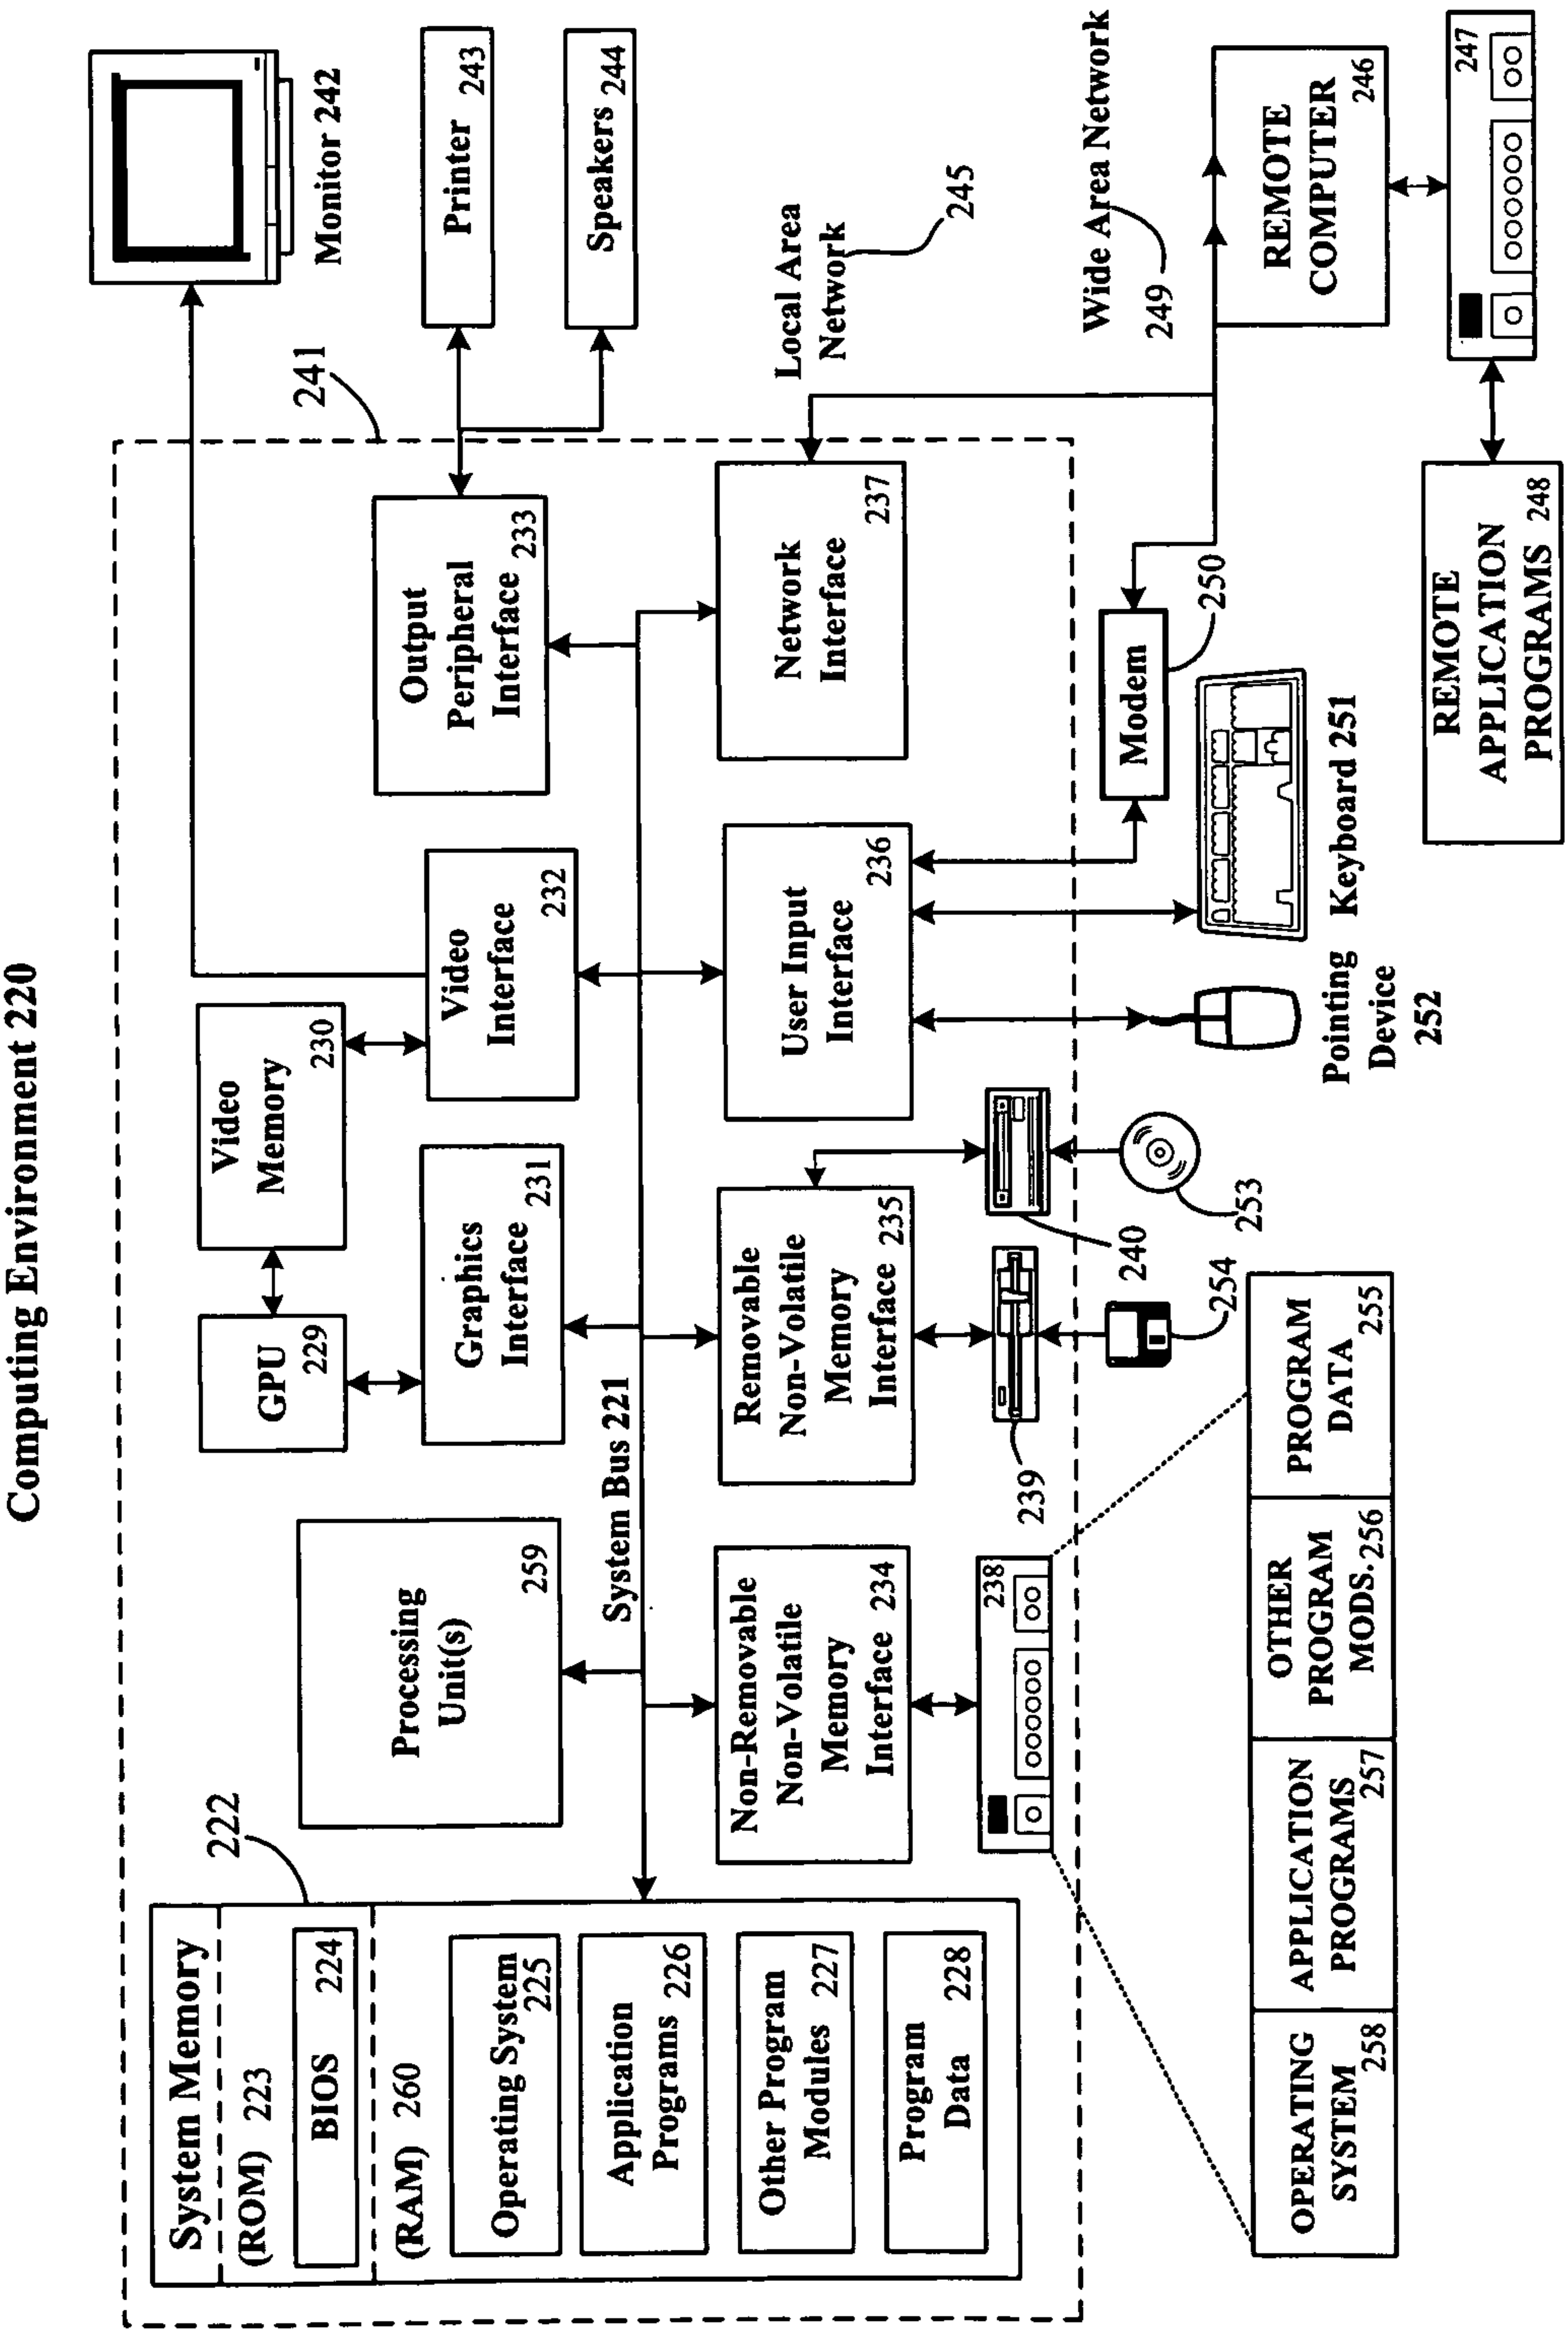 Computing Environment 220
System Memory
222
(ROM) 223
BIOS 224
(RAM) 260
Operating System
225
Application
Programs 226
Other Program
Modules 227
Program
Data 228
Processing
Unit(s)
259
GPU
229
Video
Memory
230
Graphics
Interface
231
Video
Interface
232
Output
Peripheral
Interface 233
241
System Bus 221
Non-Removable
Non-Volatile
Memory
Interface 234
Removable
Non-Volatile
Memory
Interface 235
User Input
Interface
236
Network
Interface
237
238
239
240
254
253
Monitor 242
Printer
243
Speakers 244
Local Area
Network
245
Wide Area Network
249
Modem
250
Pointing
Device
252
Keyboard 251
REMOTE
COMPUTER
246
247
REMOTE
APPLICATION
PROGRAMS 248
OPERATING
SYSTEM
258
APPLICATION
PROGRAMS
257
OTHER
PROGRAM
MODS. 256
PROGRAM
DATA
255